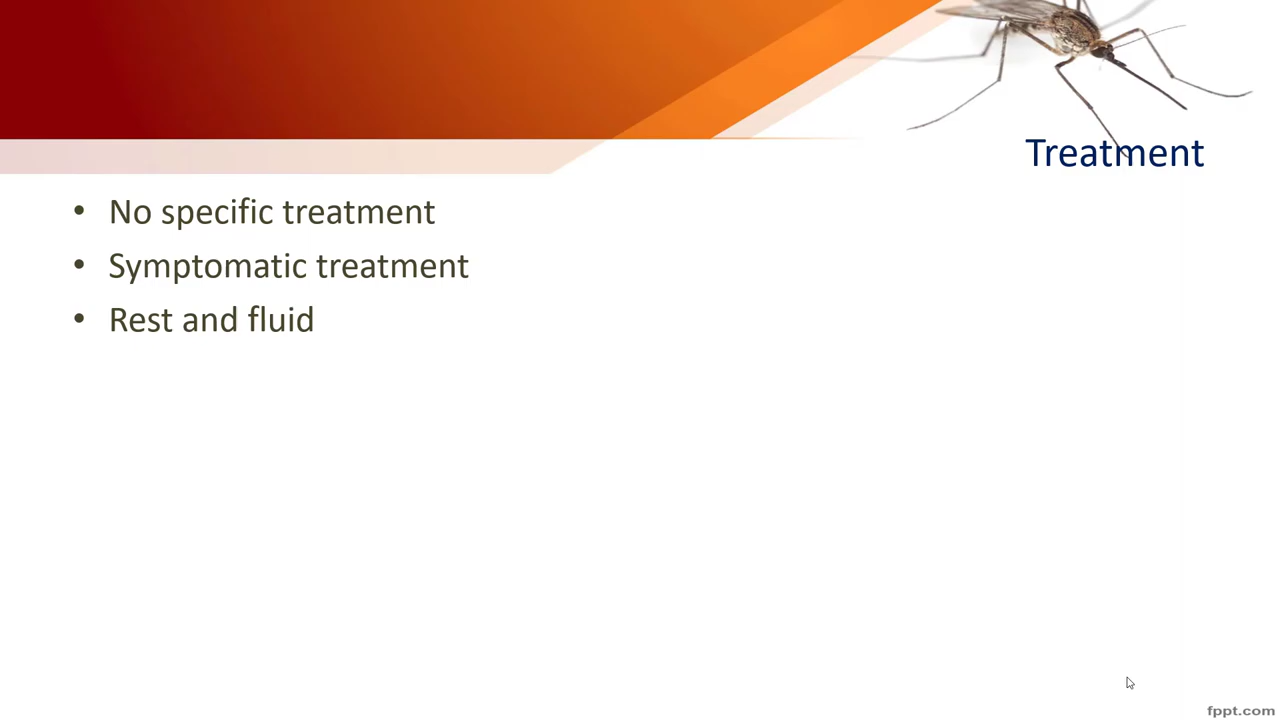 Treatment
• No specific treatment
• Symptomatic treatment
• Rest and fluid
fppt.com